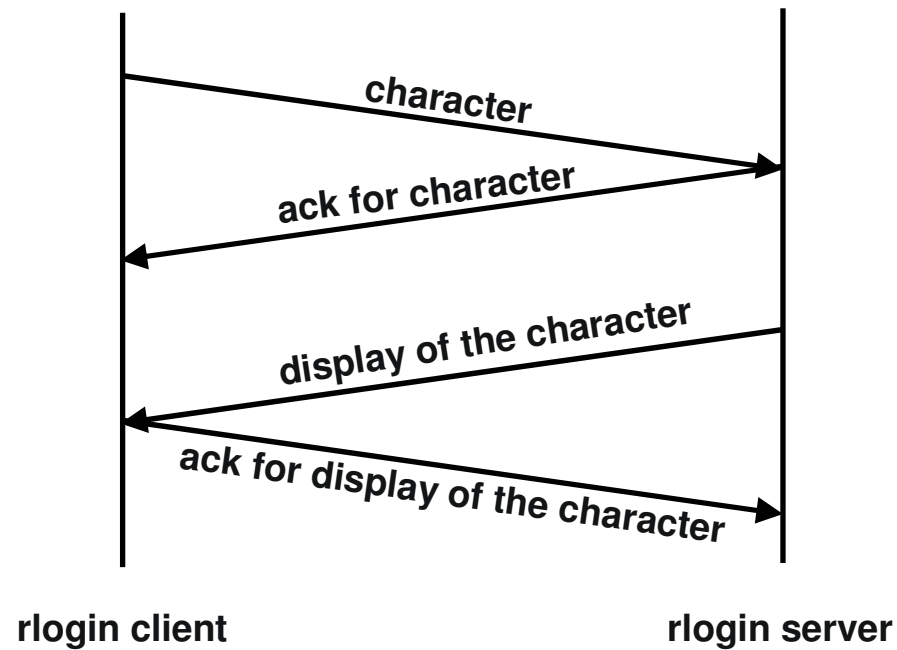 character
ack for character
display of the character
ack for display of the character
rlogin client
rlogin server